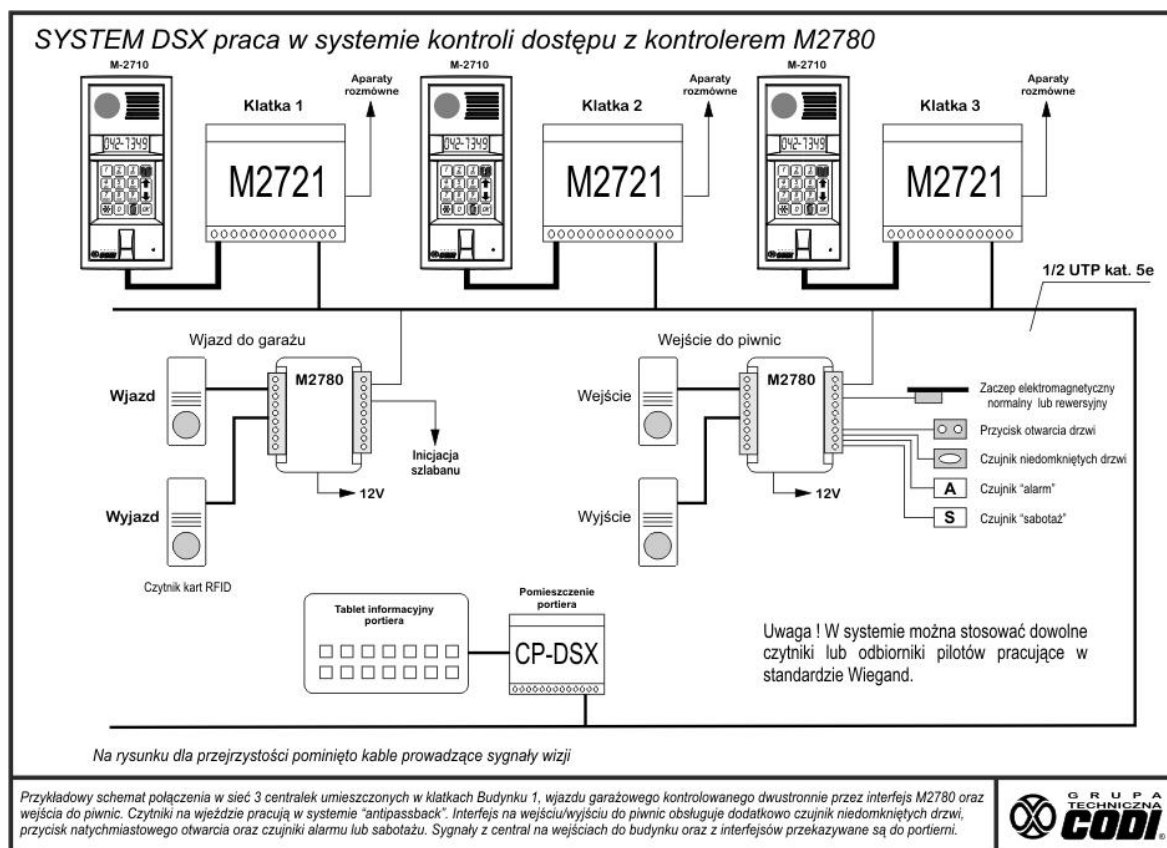 SYSTEM DSX praca w systemie kontroli dostępu z kontrolerem M2780
M-2710
Klatka 1
Aparaty
rozmówne
042-7349
M2721
M-2710
Klatka 2
Aparaty
rozmówne
042-7349
M2721
M-2710
Klatka 3
Aparaty
rozmówne
042-7349
M2721
1/2 UTP kat. 5e
Wjazd do garażu
Wjazd
M2780
Inicjacja
szlabanu
12V
Wyjazd
Czytnik kart RFID
Wejście do piwnic
Wejście
M2780
12V
Wyjście
Zaczep elektromagnetyczny
normalny lub rewersyjny
Przycisk otwarcia drzwi
Czujnik niedomkniętych drzwi
A Czujnik "alarm"
S Czujnik "sabotaż"
Tablet informacyjny
portiera
Pomieszczenie
portiera
CP-DSX
Uwaga ! W systemie można stosować dowolne
czytniki lub odbiorniki pilotów pracujące w
standardzie Wiegand.
Na rysunku dla przejrzystości pominięto kable prowadzące sygnały wizji
Przykładowy schemat połączenia w sieć 3 centralek umieszczonych w klatkach Budynku 1, wjazdu garażowego kontrolowanego dwustronnie przez interfejs M2780 oraz
wejścia do piwnic. Czytniki na wjeździe pracują w systemie "antipassback". Interfejs na wejściu/wyjściu do piwnic obsługuje dodatkowo czujnik niedomkniętych drzwi,
przycisk natychmiastowego otwarcia oraz czujniki alarmu lub sabotażu. Sygnały z central na wejściach do budynku oraz z interfejsów przekazywane są do portierni.
GRUPA
TECHNICZNA
CODI